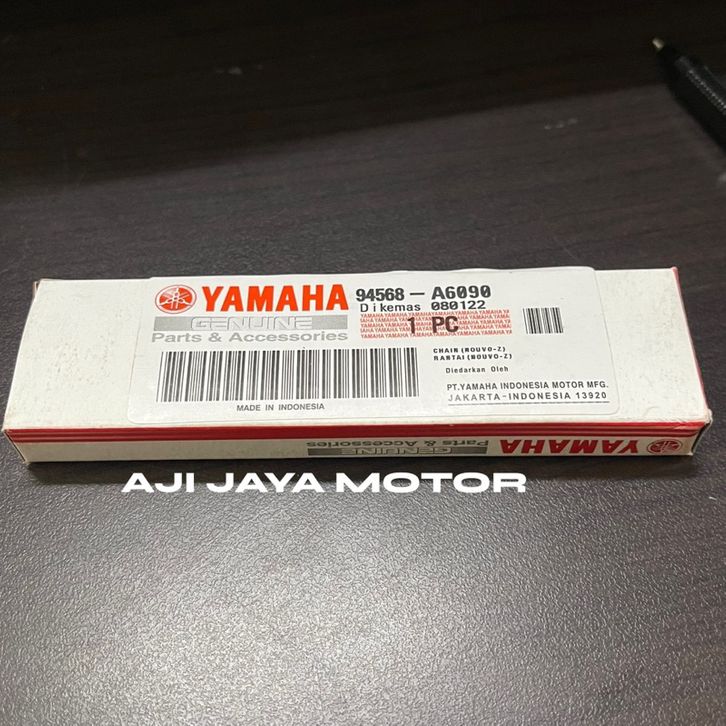 YAMAHA
GENUINE
Parts & Accessories
94568-A6090
Dikemas 080122
1 PC
CHAIN (NOUVO-Z)
RANTAI (NOUVO-Z)
Diedarkan Oleh
PT.YAMAHA INDONESIA MOTOR MFG.
JAKARTA-INDONESIA 13920
MADE IN INDONESIA
GENUINE
Parts & Accessories
YAMAHA
AJI JAYA MOTOR